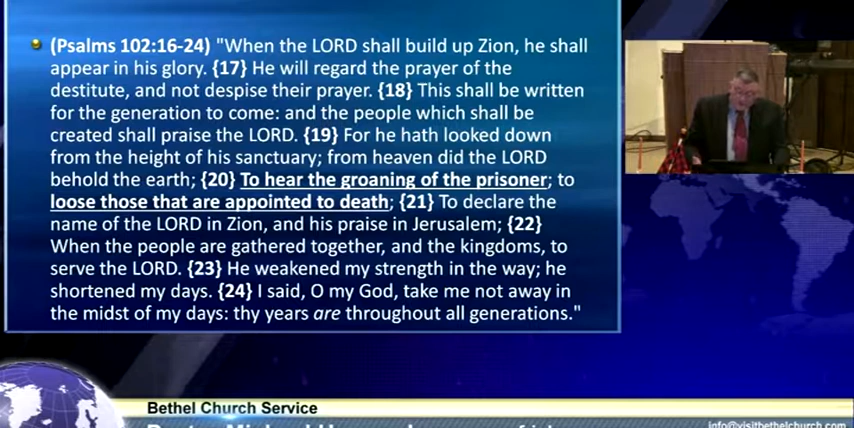 (Psalms 102:16-24) "When the LORD shall build up Zion, he shall
appear in his glory. {17} He will regard the prayer of the
destitute, and not despise their prayer. {18} This shall be written
for the generation to come: and the people which shall be
created shall praise the LORD. {19} For he hath looked down
from the height of his sanctuary; from heaven did the LORD
behold the earth; {20} To hear the groaning of the prisoner; to
loose those that are appointed to death; {21} To declare the
name of the LORD in Zion, and his praise in Jerusalem; {22}
When the people are gathered together, and the kingdoms, to
serve the LORD. {23} He weakened my strength in the way; he
shortened my days. {24} I said, O my God, take me not away in
the midst of my days: thy years are throughout all generations."
Bethel Church Service
info@visitbethelchurch.com